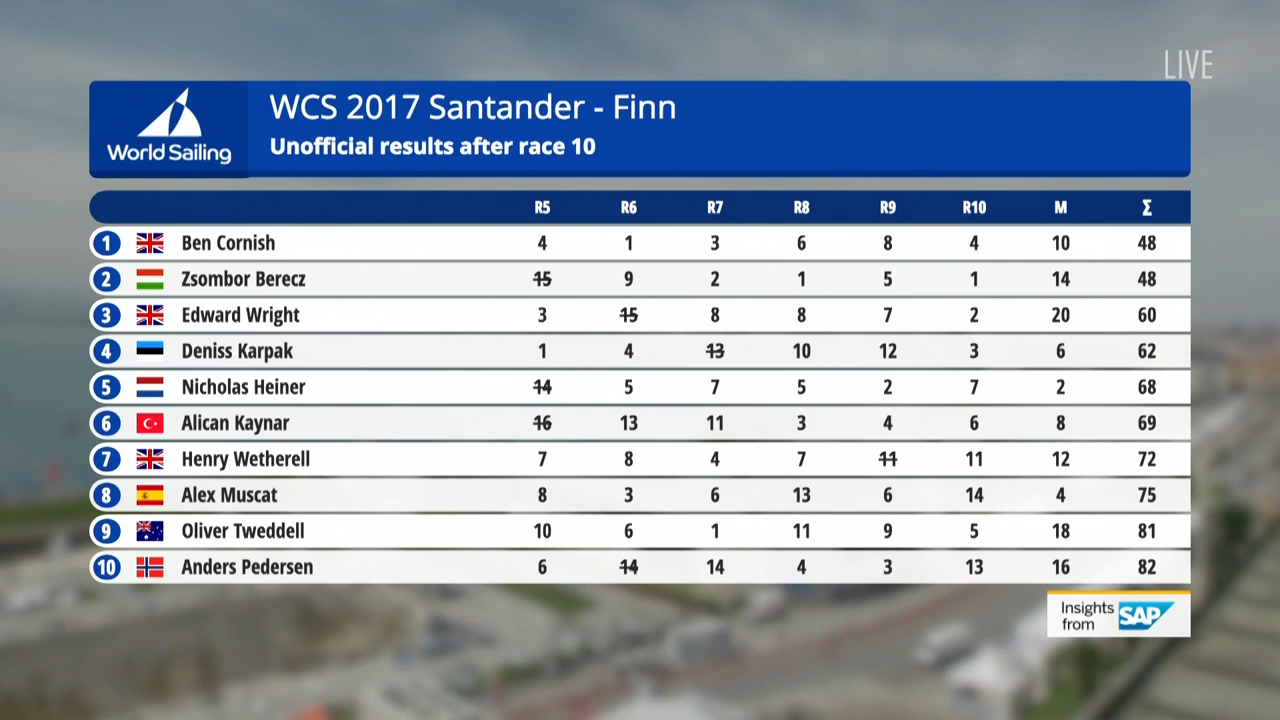 LIVE
World Sailing
WCS 2017 Santander - Finn
Unofficial results after race 10
R5 R6 R7 R8 R9 R10 M Σ
1 Ben Cornish 4 1 3 6 8 4 10 48
2 Zsombor Berecz 15 9 2 1 5 1 14 48
3 Edward Wright 3 15 8 8 7 2 20 60
4 Deniss Karpak 1 4 13 10 12 3 6 62
5 Nicholas Heiner 14 5 7 5 2 7 2 68
6 Alican Kaynar 16 13 11 3 4 6 8 69
7 Henry Wetherell 7 8 4 7 11 11 12 72
8 Alex Muscat 8 3 6 13 6 14 4 75
9 Oliver Tweddell 10 6 1 11 9 5 18 81
10 Anders Pedersen 6 14 14 4 3 13 16 82
Insights
from SAP